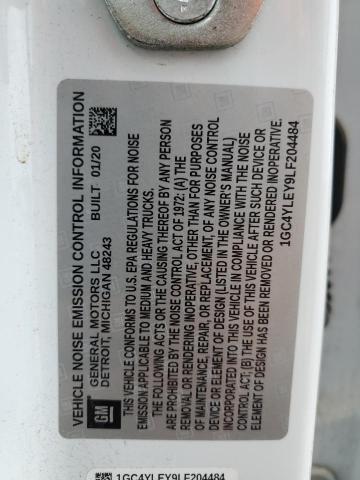 VEHICLE NOISE EMISSION CONTROL INFORMATION
GENERAL MOTORS LLC
DETROIT, MICHIGAN 48243
BUILT 01/20
GM
THIS VEHICLE CONFORMS TO U.S. EPA REGULATIONS FOR NOISE
EMISSION APPLICABLE TO MEDIUM AND HEAVY TRUCKS.
THE FOLLOWING ACTS OR THE CAUSING THEREOF BY ANY PERSON
ARE PROHIBITED BY THE NOISE CONTROL ACT OF 1972: (A) THE
REMOVAL OR RENDERING INOPERATIVE, OTHER THAN FOR PURPOSES
OF MAINTENANCE, REPAIR, OR REPLACEMENT, OF ANY NOISE CONTROL
DEVICE OR ELEMENT OF DESIGN (LISTED IN THE OWNER'S MANUAL)
INCORPORATED INTO THIS VEHICLE IN COMPLIANCE WITH THE NOISE
CONTROL ACT; (B) THE USE OF THIS VEHICLE AFTER SUCH DEVICE OR
ELEMENT OF DESIGN HAS BEEN REMOVED OR RENDERED INOPERATIVE.
1GC4YLEY9LF204484
1GC4YLEY9LF204484